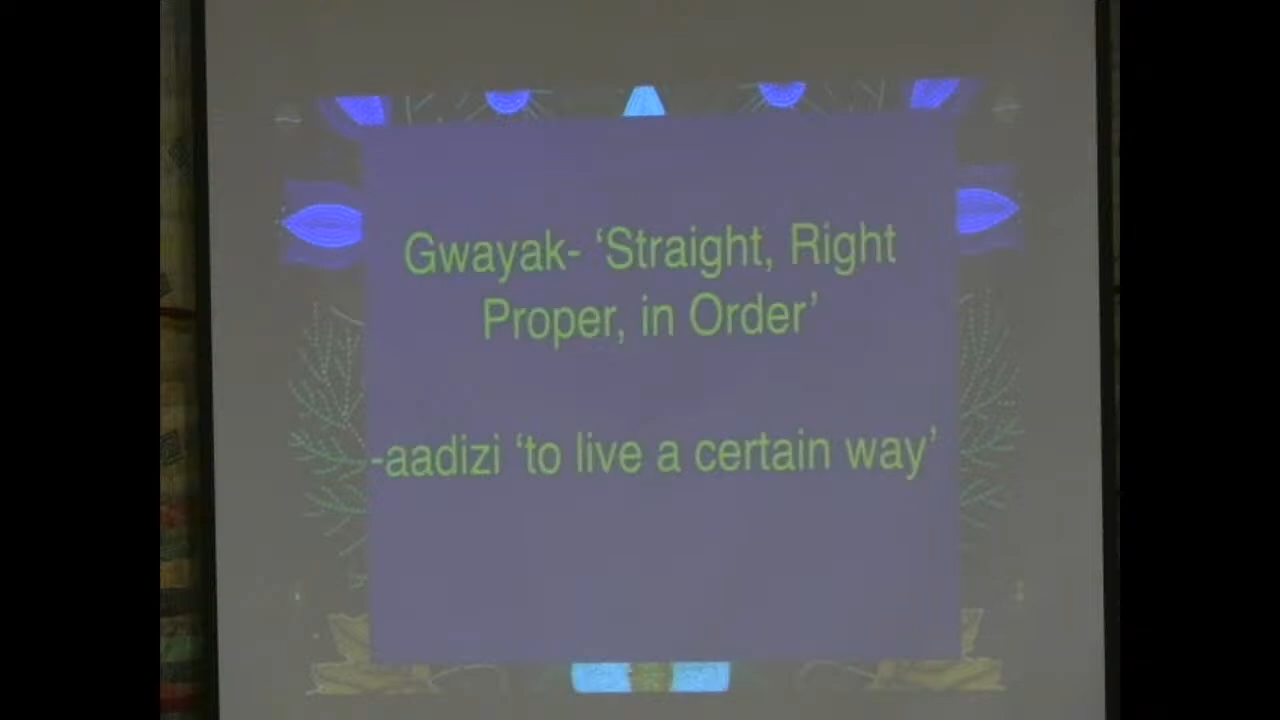 Gwayak- ‘Straight, Right
Proper, in Order’
-aadizi ‘to live a certain way’